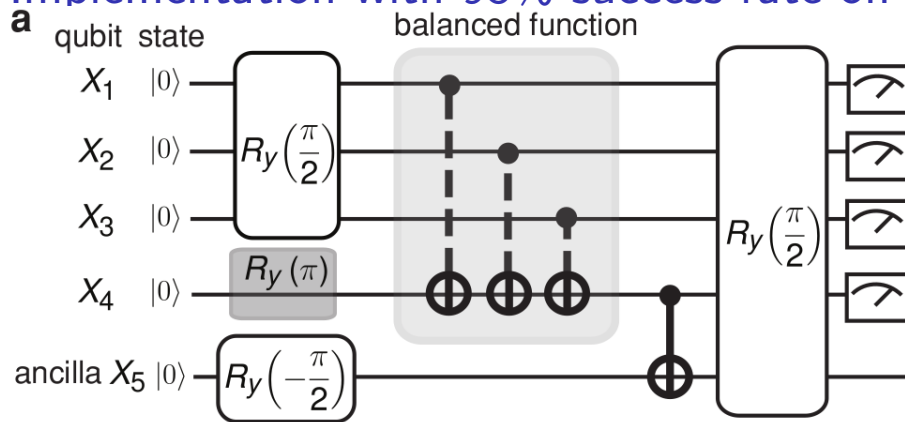 a
qubit state
balanced function
X1 |0⟩
X2 |0⟩ Ry(π/2)
X3 |0⟩
Ry(π/2)
X4 |0⟩ Ry(π)
ancilla X5 |0⟩ Ry(−π/2)